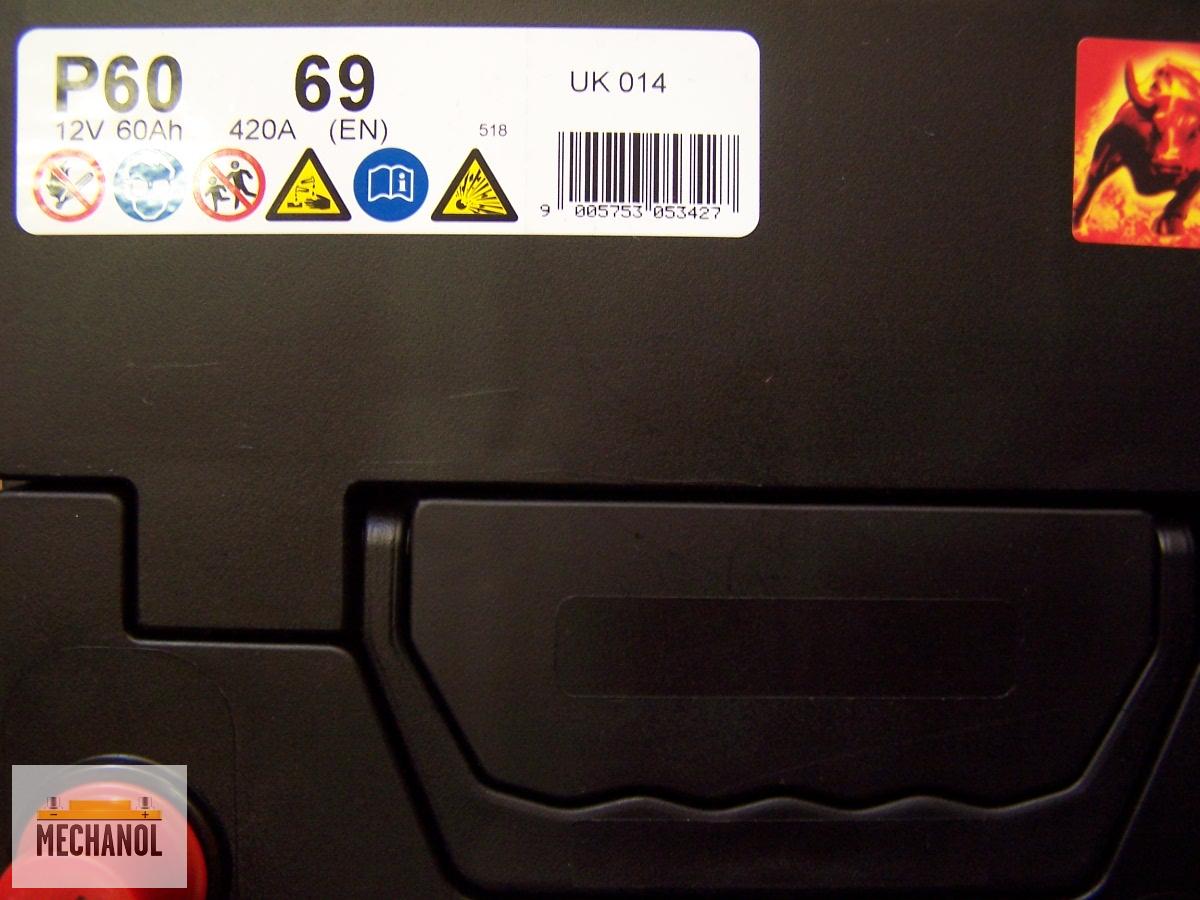 P60 69
12V 60Ah 420A (EN) 518
UK 014
9 005753 053427
MECHANOL